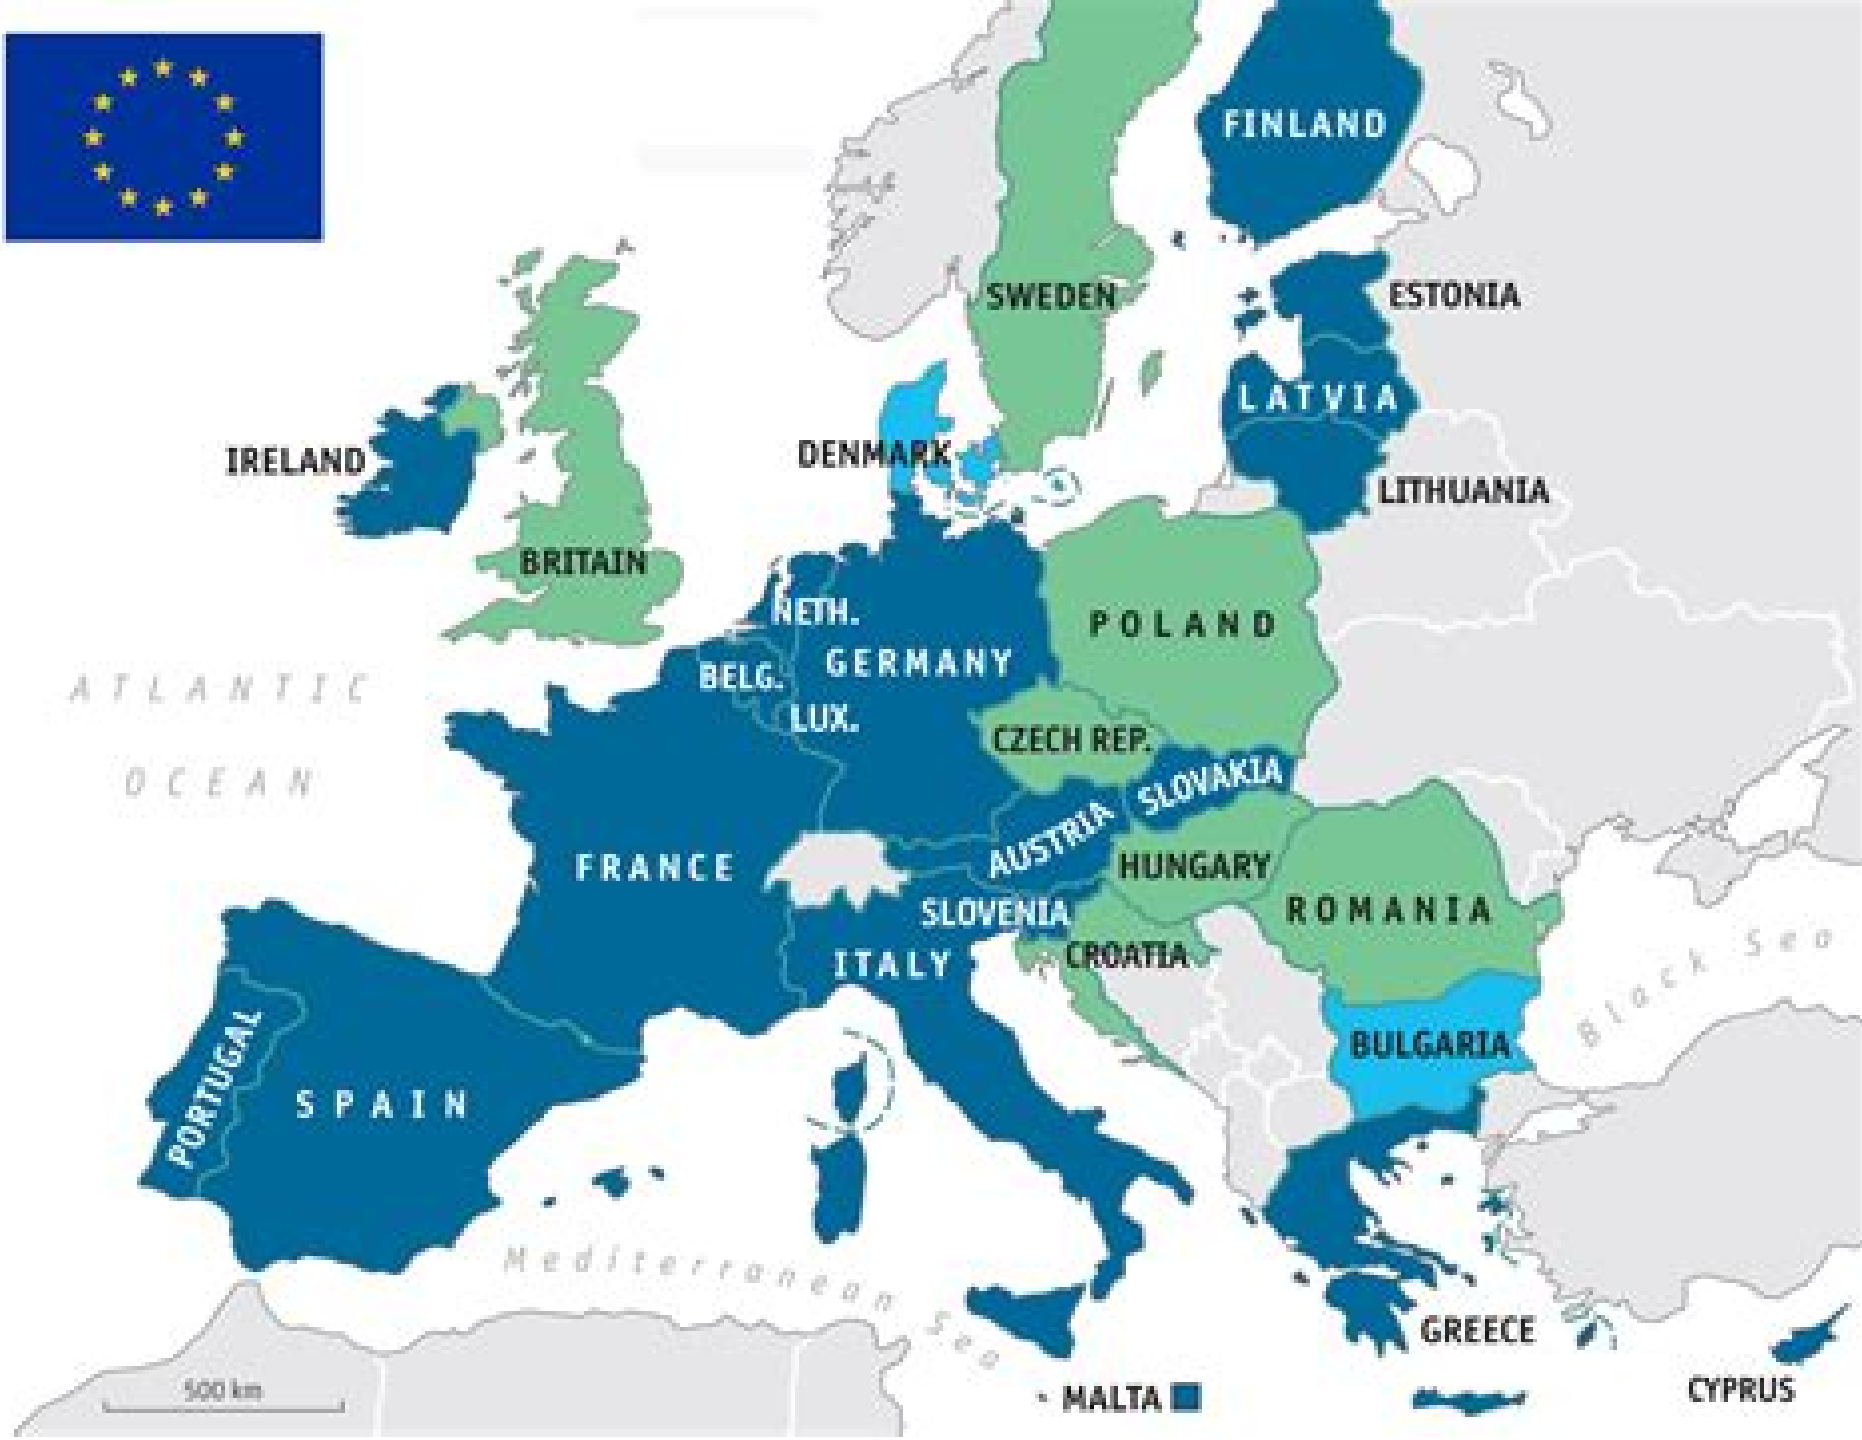 FINLAND
SWEDEN
ESTONIA
LATVIA
DENMARK
IRELAND
LITHUANIA
BRITAIN
NETH.
POLAND
GERMANY
BELG.
ATLANTIC
OCEAN
LUX.
CZECH REP.
SLOVAKIA
AUSTRIA
FRANCE
HUNGARY
SLOVENIA
ROMANIA
CROATIA
ITALY
Black Sea
PORTUGAL
BULGARIA
SPAIN
Mediterranean Sea
GREECE
500 km
MALTA
CYPRUS